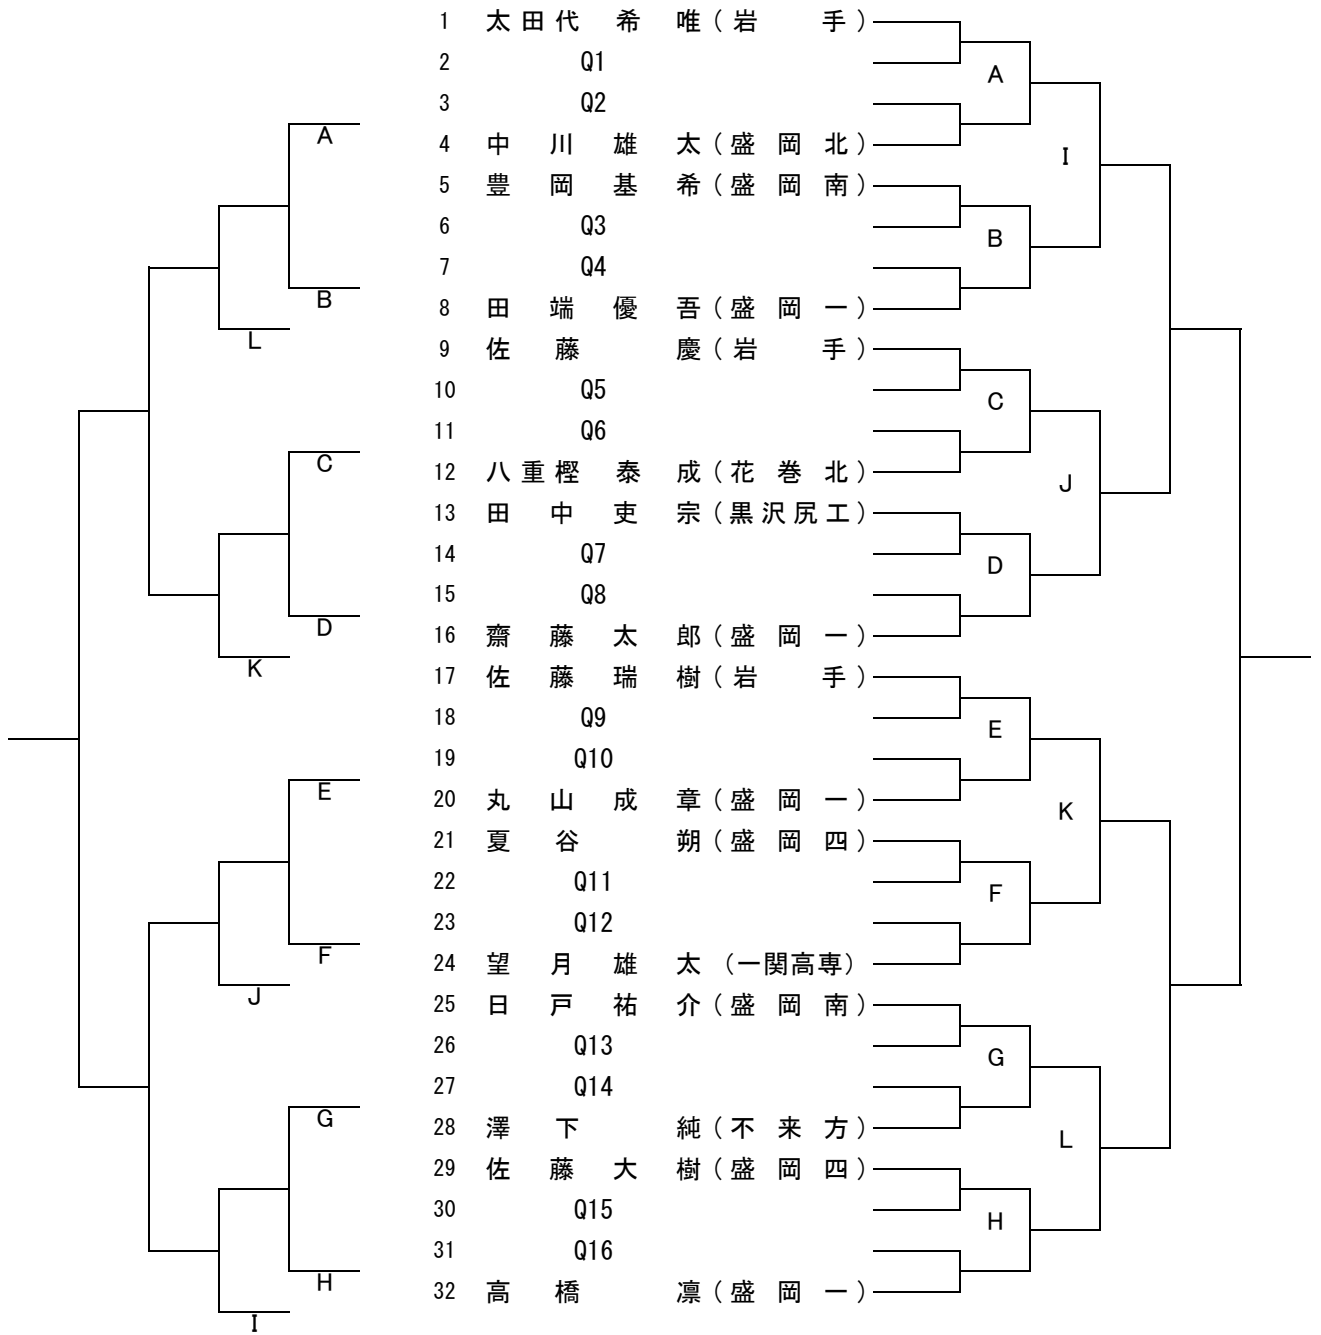 1 太田代 希 唯（岩 手）
2 Q1
A
3 Q2
A
4 中 川 雄 太（盛 岡 北）
I
5 豊 岡 基 希（盛 岡 南）
6 Q3
B
7 Q4
B
8 田 端 優 吾（盛 岡 一）
L
9 佐 藤 慶（岩 手）
10 Q5
C
11 Q6
C
12 八重樫 泰 成（花 巻 北）
J
13 田 中 吏 宗（黒沢尻工）
14 Q7
D
15 Q8
D
16 齋 藤 太 郎（盛 岡 一）
K
17 佐 藤 瑞 樹（岩 手）
18 Q9
E
19 Q10
E
20 丸 山 成 章（盛 岡 一）
K
21 夏 谷 朔（盛 岡 四）
22 Q11
F
23 Q12
F
24 望 月 雄 太（一関高専）
J
25 日 戸 祐 介（盛 岡 南）
26 Q13
G
27 Q14
G
28 澤 下 純（不 来 方）
L
29 佐 藤 大 樹（盛 岡 四）
30 Q15
H
31 Q16
H
32 高 橋 凛（盛 岡 一）
I